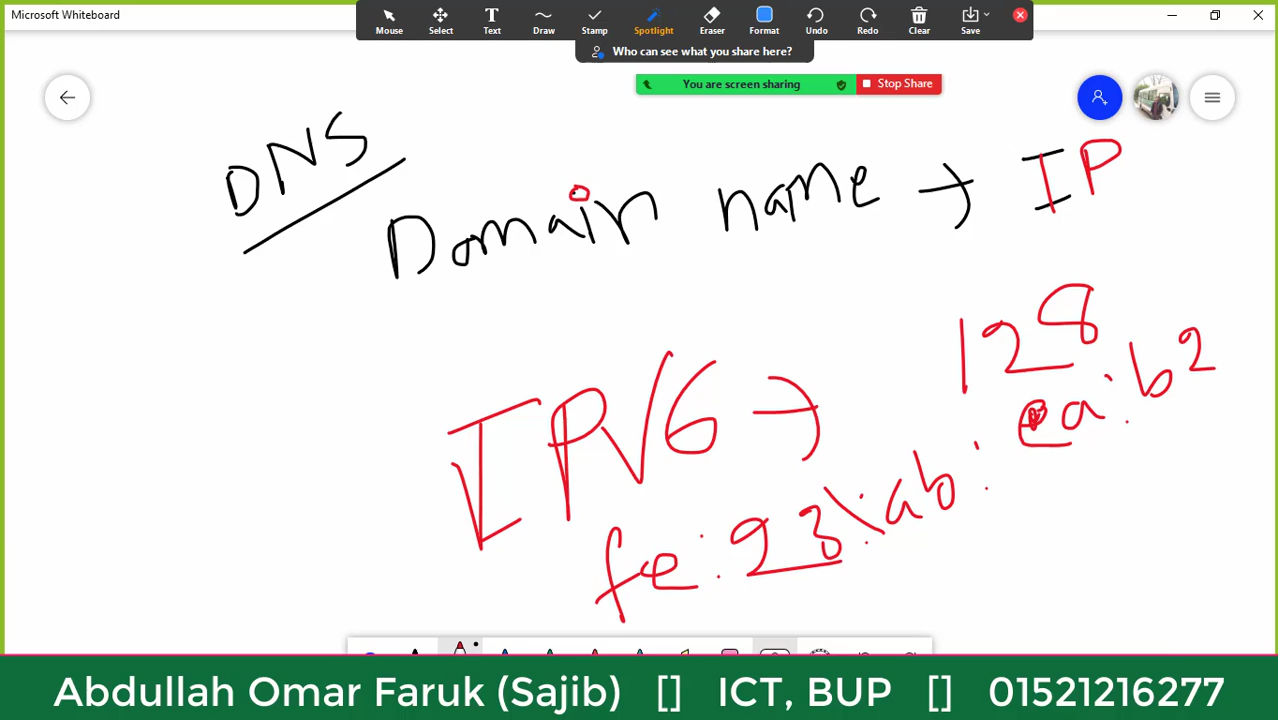 Microsoft Whiteboard
Mouse Select Text Draw Stamp Spotlight Eraser Format Undo Redo Clear Save
Who can see what you share here?
You are screen sharing Stop Share
DNS
Domain name → IP
IPV6 → 128
fe:23:ab: ea:b2
Abdullah Omar Faruk (Sajib) [] ICT, BUP [] 01521216277